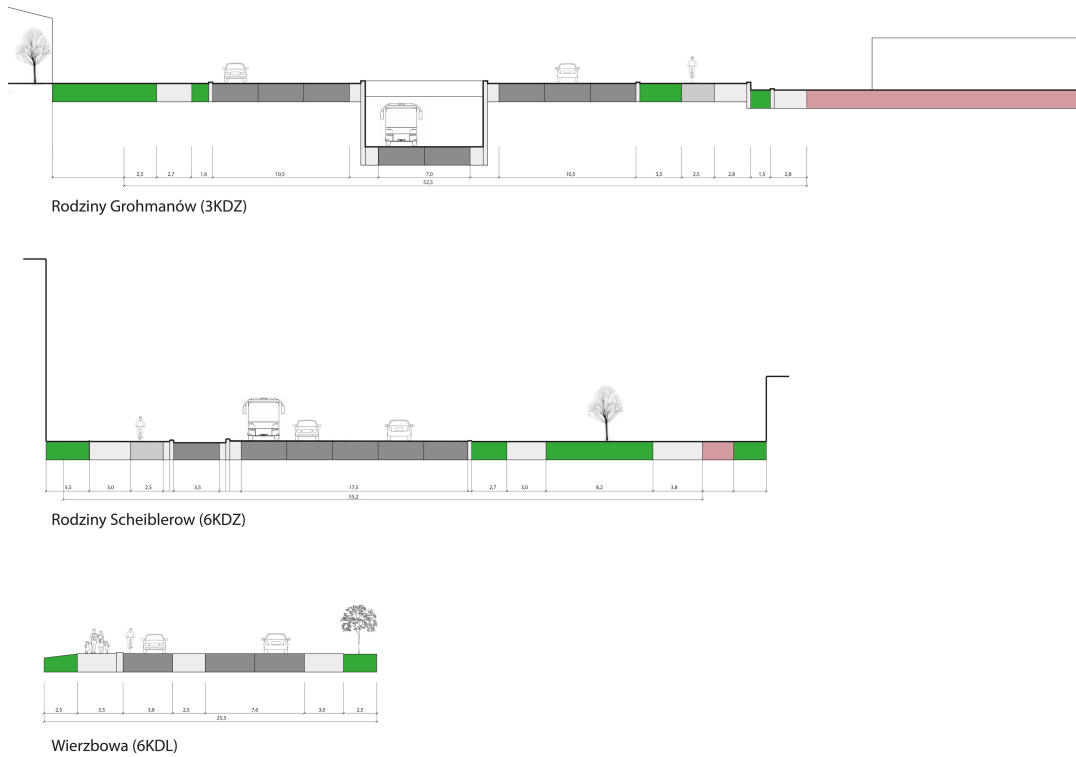 2,5 2,7 1,6 10,5 7,0 10,5 3,5 2,5 2,8 1,5 2,8
52,5
Rodziny Grohmanów (3KDZ)
3,5 3,0 2,5 3,5 17,5 2,7 3,0 8,2 3,8
55,2
Rodziny Scheiblerow (6KDZ)
2,5 3,5 3,8 2,5 7,6 3,0 2,5
25,5
Wierzbowa (6KDL)